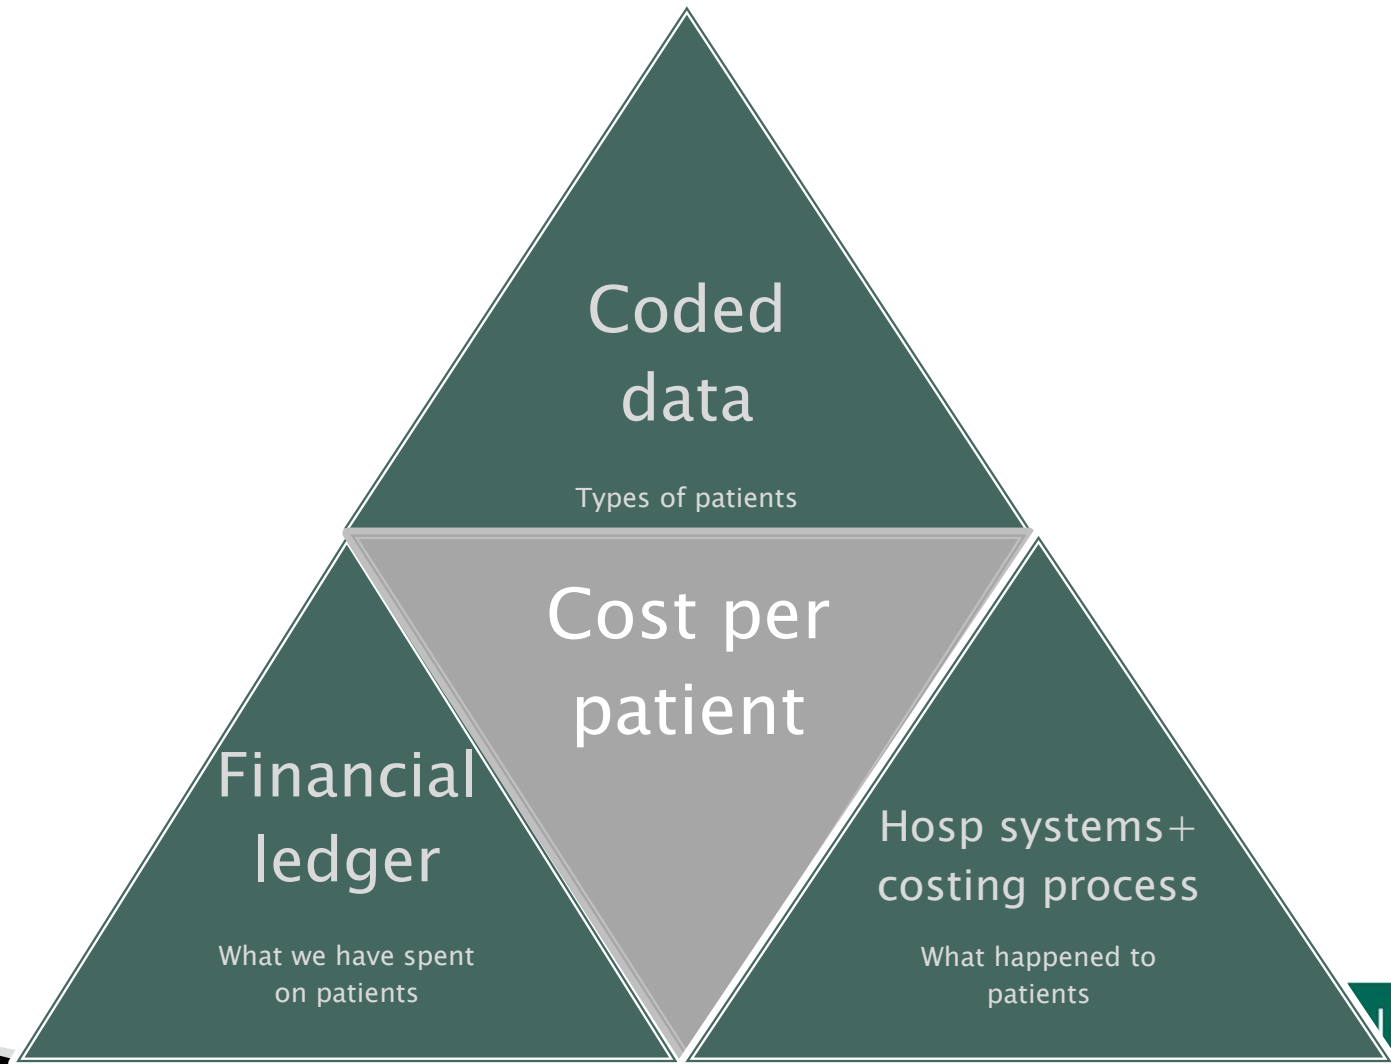 Coded
data
Types of patients
Cost per
patient
Financial
ledger
What we have spent
on patients
Hosp systems+
costing process
What happened to
patients